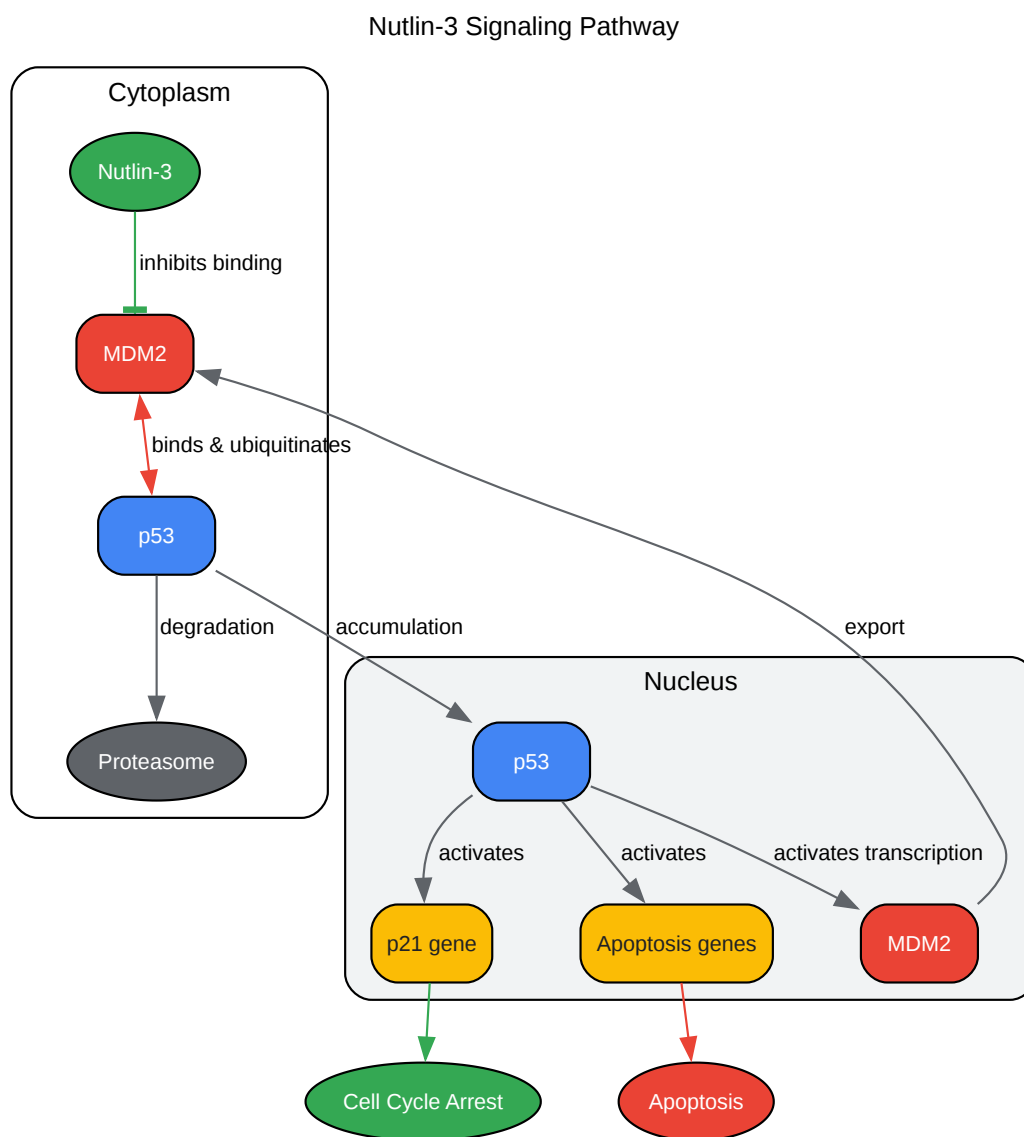 Nutlin-3 Signaling Pathway
Cytoplasm
Nutlin-3
inhibits binding
MDM2
binds & ubiquitinates
p53
degradation
accumulation
export
Nucleus
Proteasome
p53
activates
activates
activates transcription
p21 gene
Apoptosis genes
MDM2
Cell Cycle Arrest
Apoptosis